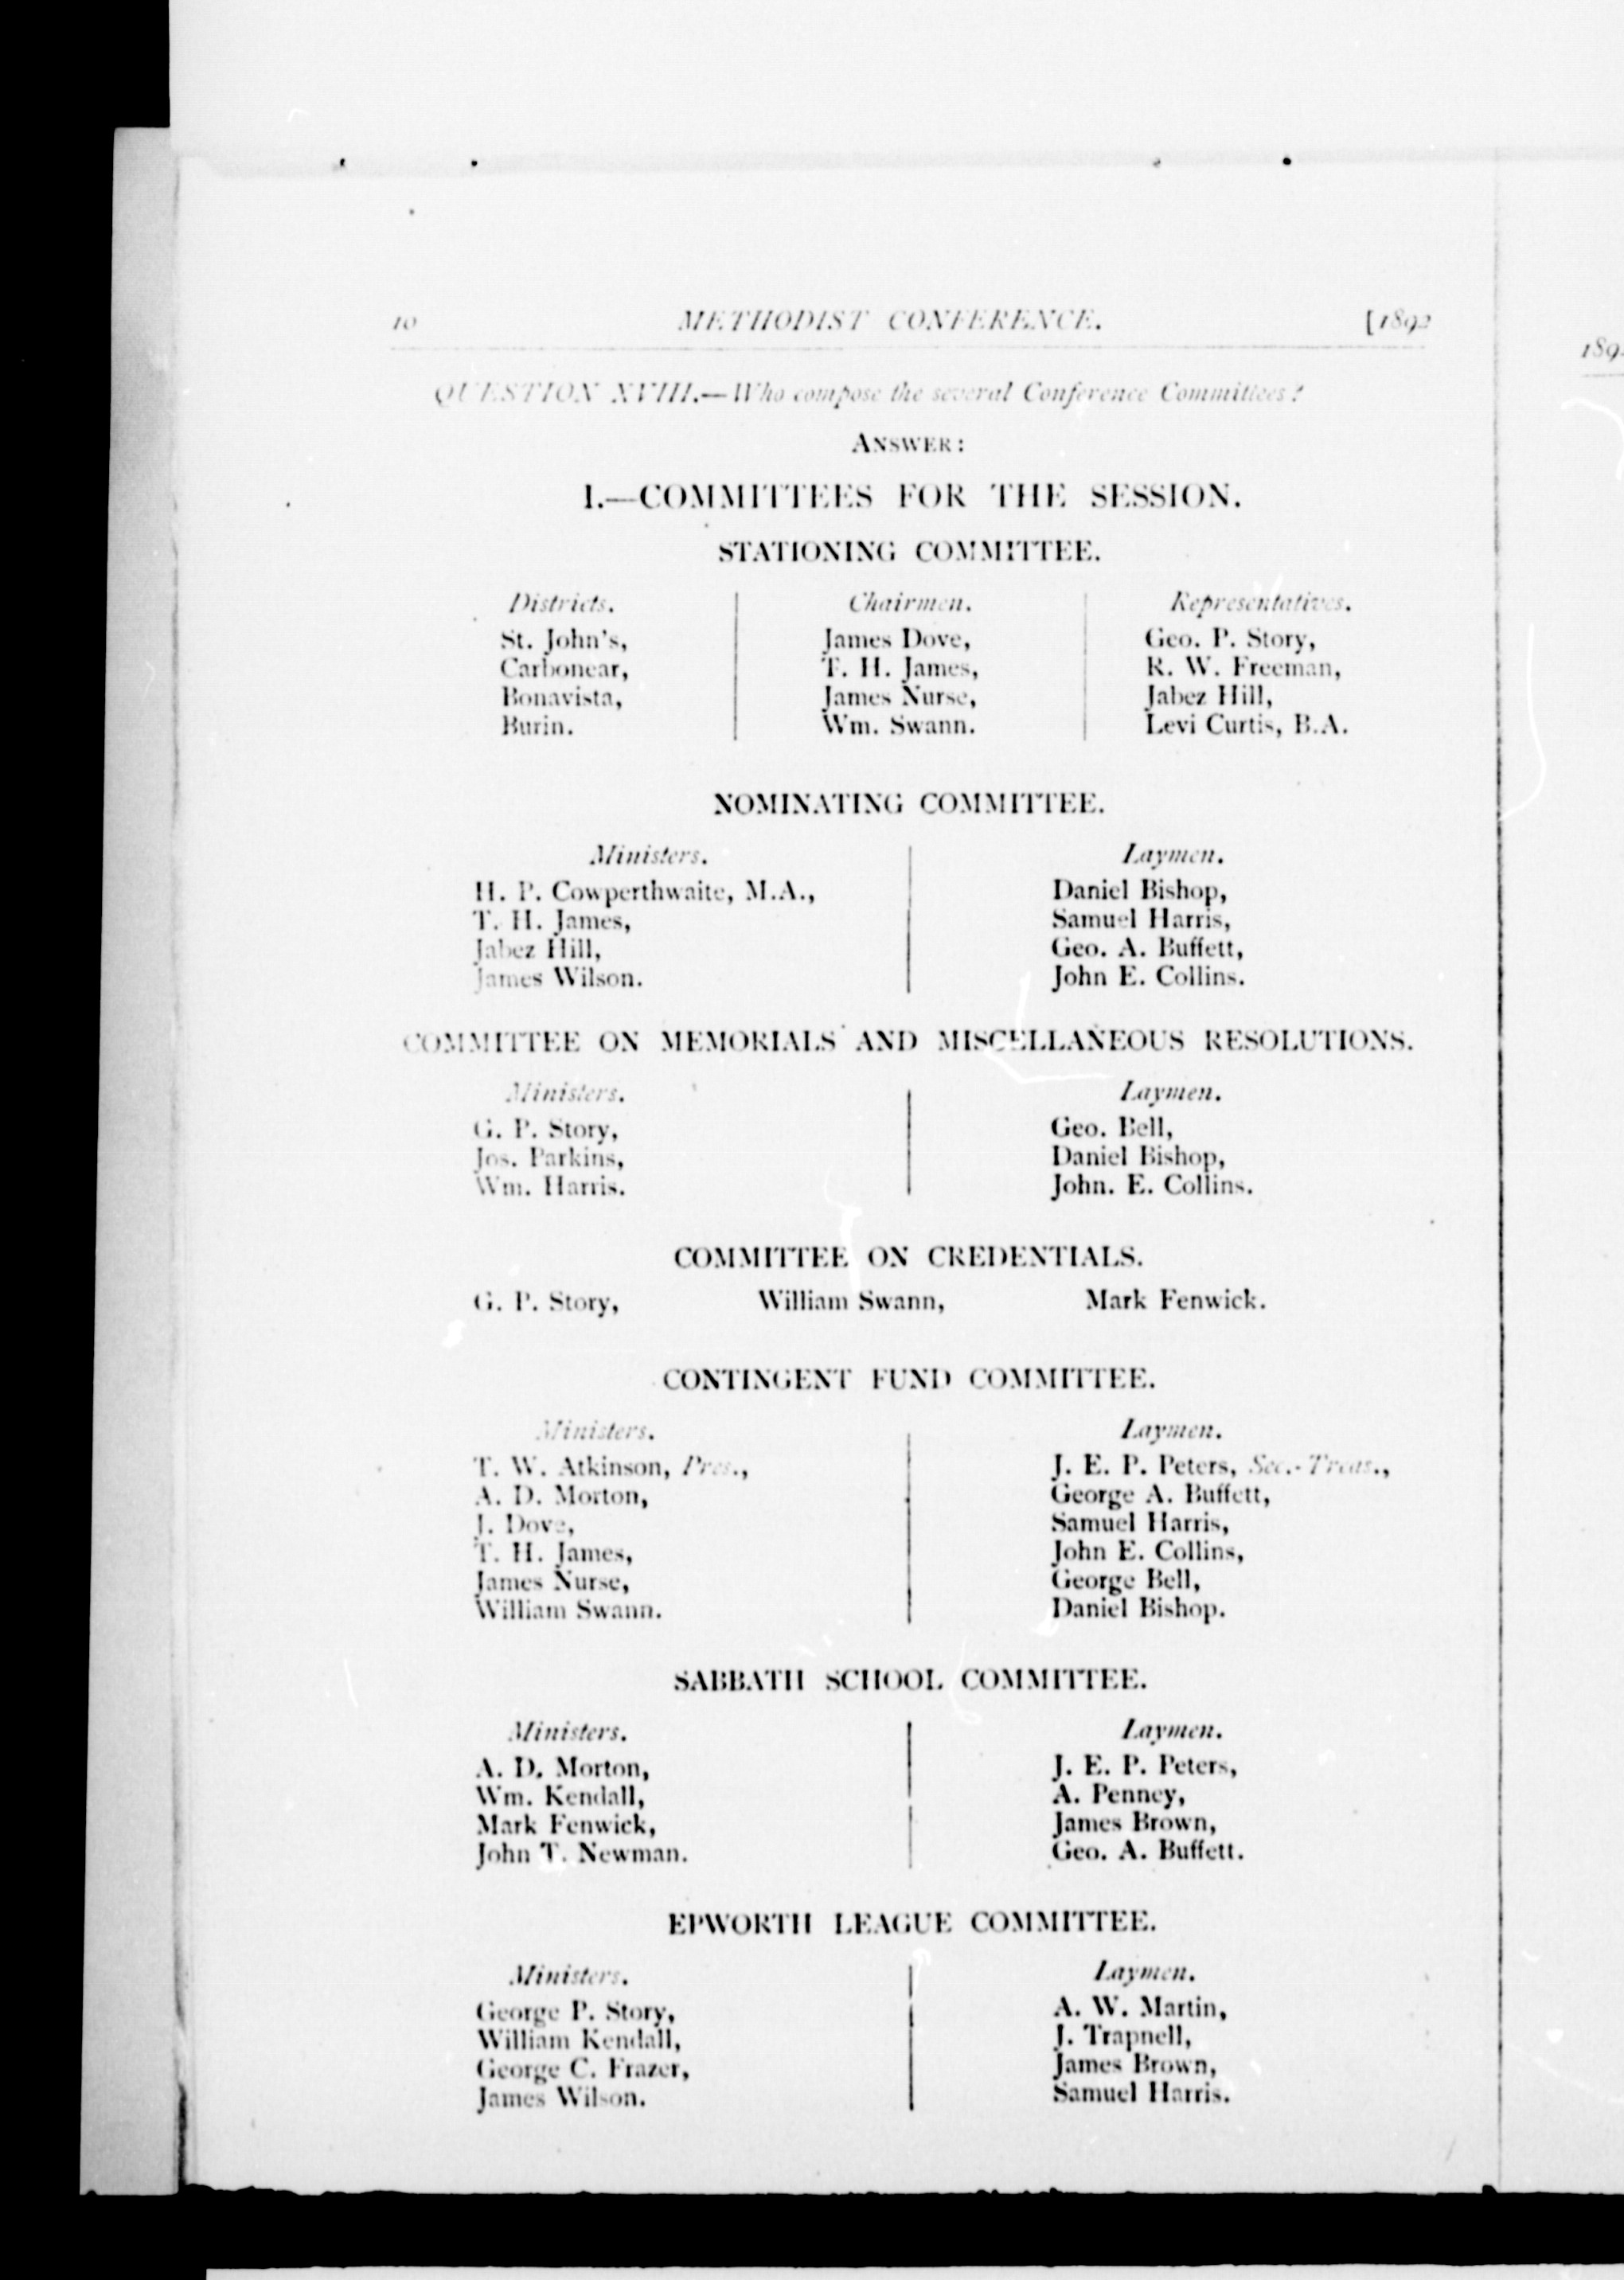 10 METHODIST CONFERENCE. [1892
QUESTION XVIII.—Who compose the several Conference Committees?
ANSWER:
I.—COMMITTEES FOR THE SESSION.
STATIONING COMMITTEE.
Districts. Chairmen. Representatives.
St. John's, James Dove, Geo. P. Story,
Carbonear, T. H. James, R. W. Freeman,
Bonavista, James Nurse, Jabez Hill,
Burin. Wm. Swann. Levi Curtis, B.A.
NOMINATING COMMITTEE.
Ministers. Laymen.
H. P. Cowperthwaite, M.A., Daniel Bishop,
T. H. James, Samuel Harris,
Jabez Hill, Geo. A. Buffett,
James Wilson. John E. Collins.
COMMITTEE ON MEMORIALS AND MISCELLANEOUS RESOLUTIONS.
Ministers. Laymen.
G. P. Story, Geo. Bell,
Jos. Parkins, Daniel Bishop,
Wm. Harris. John. E. Collins.
COMMITTEE ON CREDENTIALS.
G. P. Story, William Swann, Mark Fenwick.
CONTINGENT FUND COMMITTEE.
Ministers. Laymen.
T. W. Atkinson, Pres., J. E. P. Peters, Sec.-Treas.,
A. D. Morton, George A. Buffett,
J. Dove, Samuel Harris,
T. H. James, John E. Collins,
James Nurse, George Bell,
William Swann. Daniel Bishop.
SABBATH SCHOOL COMMITTEE.
Ministers. Laymen.
A. D. Morton, J. E. P. Peters,
Wm. Kendall, A. Penney,
Mark Fenwick, James Brown,
John T. Newman. Geo. A. Buffett.
EPWORTH LEAGUE COMMITTEE.
Ministers. Laymen.
George P. Story, A. W. Martin,
William Kendall, J. Trapnell,
George C. Frazer, James Brown,
James Wilson. Samuel Harris.